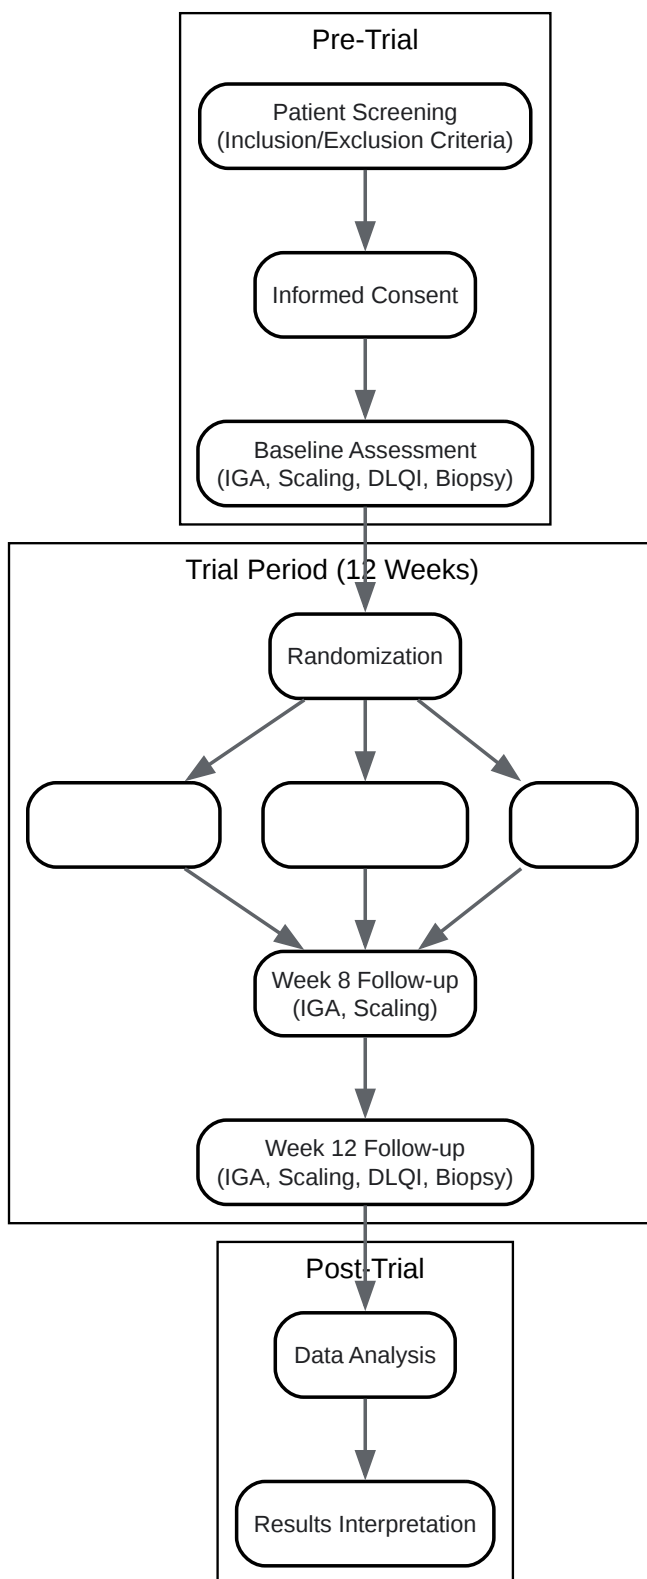 Pre-Trial
Patient Screening
(Inclusion/Exclusion Criteria)
Informed Consent
Baseline Assessment
(IGA, Scaling, DLQI, Biopsy)
Trial Period (12 Weeks)
Randomization
Week 8 Follow-up
(IGA, Scaling)
Week 12 Follow-up
(IGA, Scaling, DLQI, Biopsy)
Post-Trial
Data Analysis
Results Interpretation